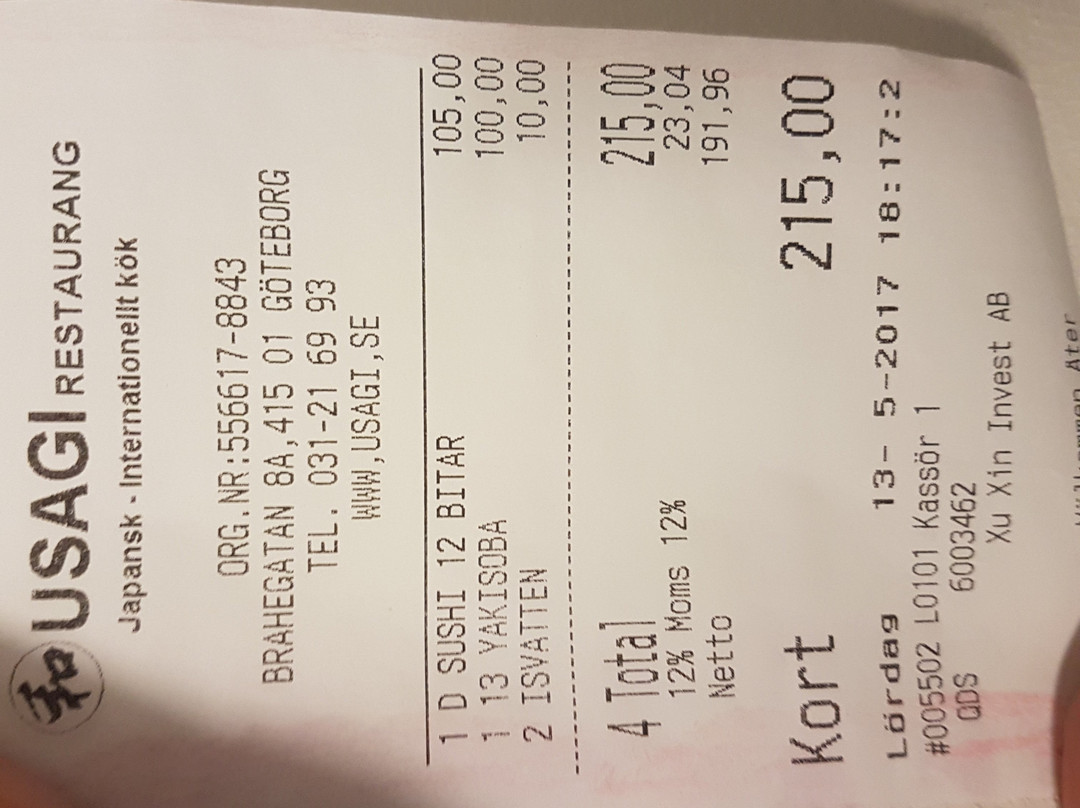 和 USAGI RESTAURANG
Japansk - Internationellt kök
ORG.NR:556617-8843
BRAHEGATAN 8A,415 01 GÖTEBORG
TEL. 031-21 69 93
WWW,USAGI,SE
1 D SUSHI 12 BITAR 105,00
1 13 YAKISOBA 100,00
2 ISVATTEN 10,00
4 Total 215,00
12% Moms 12% 23,04
Netto 191,96
Kort 215,00
Lördag 13- 5-2017 18:17:2
#005502 L0101 Kassör 1
QDS 6003462
Xu Xin Invest AB
Välkommen Åter